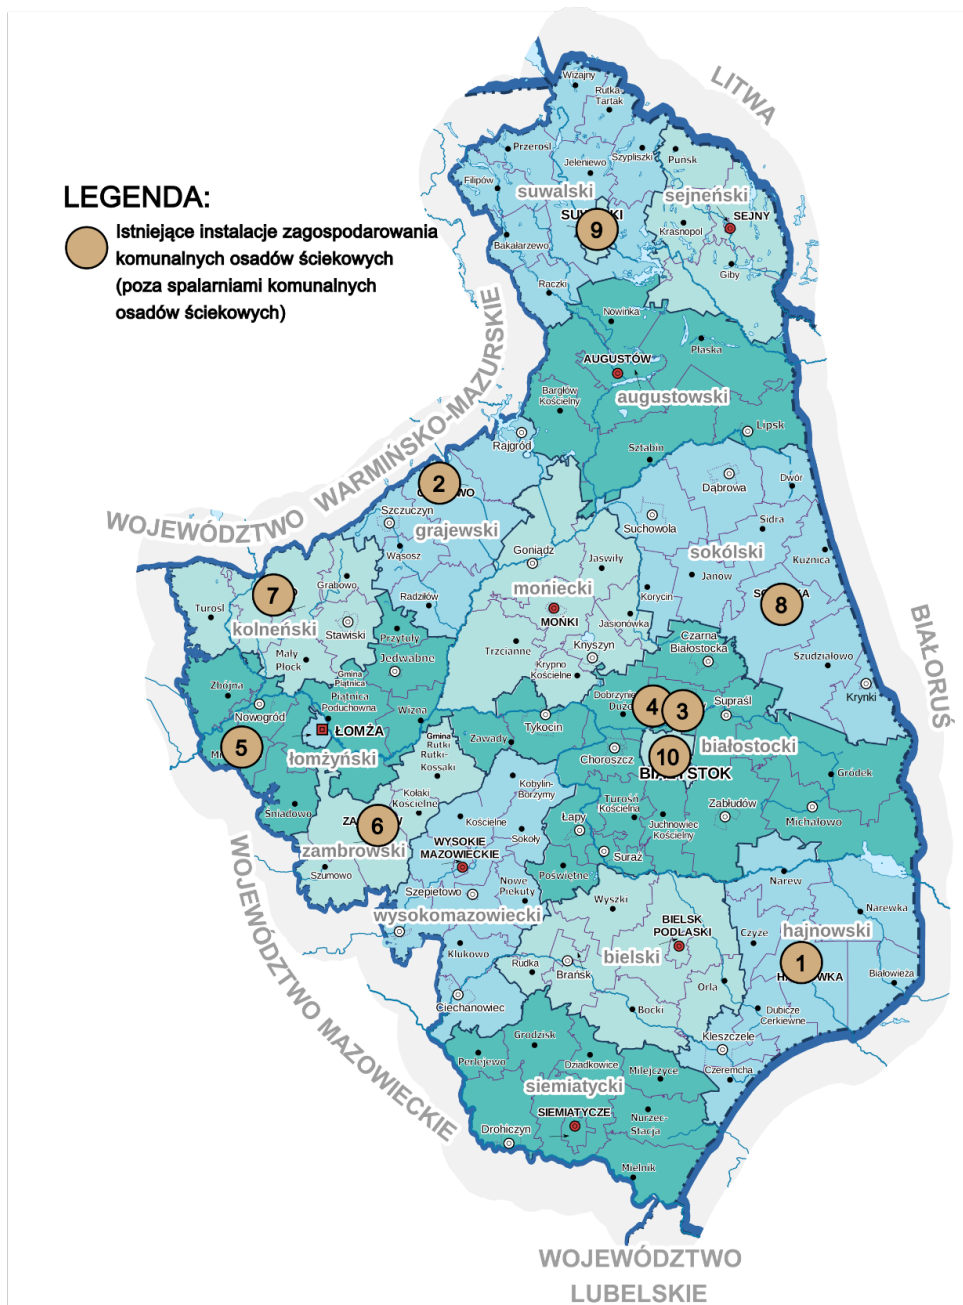 LITWA
Wiżajny
Rutka
Tartak
Przerośl
Szypliszki
Puńsk
Jeleniewo
LEGENDA:
Filipów
suwalski
sejneński
SEJNY
Istniejące instalacje zagospodarowania
komunalnych osadów ściekowych
(poza spalarniami komunalnych
osadów ściekowych)
9
Krasnopol
Bakałarzewo
Giby
Raczki
Nowinka
Płaska
AUGUSTÓW
augustowski
Bargłów
Kościelny
Lipsk
Rajgród
Sztabin
WOJEWÓDZTWO WARMIŃSKO-MAZURSKIE
2
Dąbrowa
Dwór
Szczuczyn
grajewski
Suchowola
Sidra
Wąsosz
Goniądz
sokólski
Kuźnica
Jaświły
Janow
Grabowo
moniecki
Korycin
7
Radziłów
8
Turosl
kolneński
Stawiski
MOŃKI
Jasionówka
BIAŁORUŚ
Przytuły
Czarna
Białostocka
Mały
Płock
Jedwabne
Trzcianne
Knyszyn
Szudziałowo
Gmina
Piątnica
Krypno
Kościelne
Krynki
Zbójna
Piątnica
Poduchowna
Dobrzynie
Duże
4
3
Supraśl
Nowogród
Wizna
Tykocin
ŁOMŻA
Gmina
Rutki
Rutki-
Kossaki
Zawady
5
łomżyński
białostocki
10
Choroszcz
BIAŁYSTOK
Gródek
Kobylin-
Borzymy
Kołaki
Kościelne
Śniadowo
Turośń
Kościelna
Zabłudów
Michałowo
6
Kościelne
Łapy
Juchnowiec
Kościelny
Sokoły
WYSOKIE
MAZOWIECKIE
zambrowski
Suraż
Szumowo
Poświętne
Narew
Nowe
Piekuty
Szepietowo
Wyszki
Narewka
wysokomazowiecki
BIELSK
PODLASKI
hajnowski
Czyże
Klukowo
bielski
Rudka
Brańsk
1
Białowieża
Orla
Ciechanowiec
Bocki
Dubicze
Cerkiewne
WOJEWÓDZTWO MAZOWIECKIE
Grodzisk
Kleszczele
Perlejewo
Dziadkowice
Milejczyce
Czeremcha
siemiatycki
SIEMIATYCZE
Nurzec-
Stacja
Drohiczyn
Mielnik
WOJEWÓDZTWO
LUBELSKIE